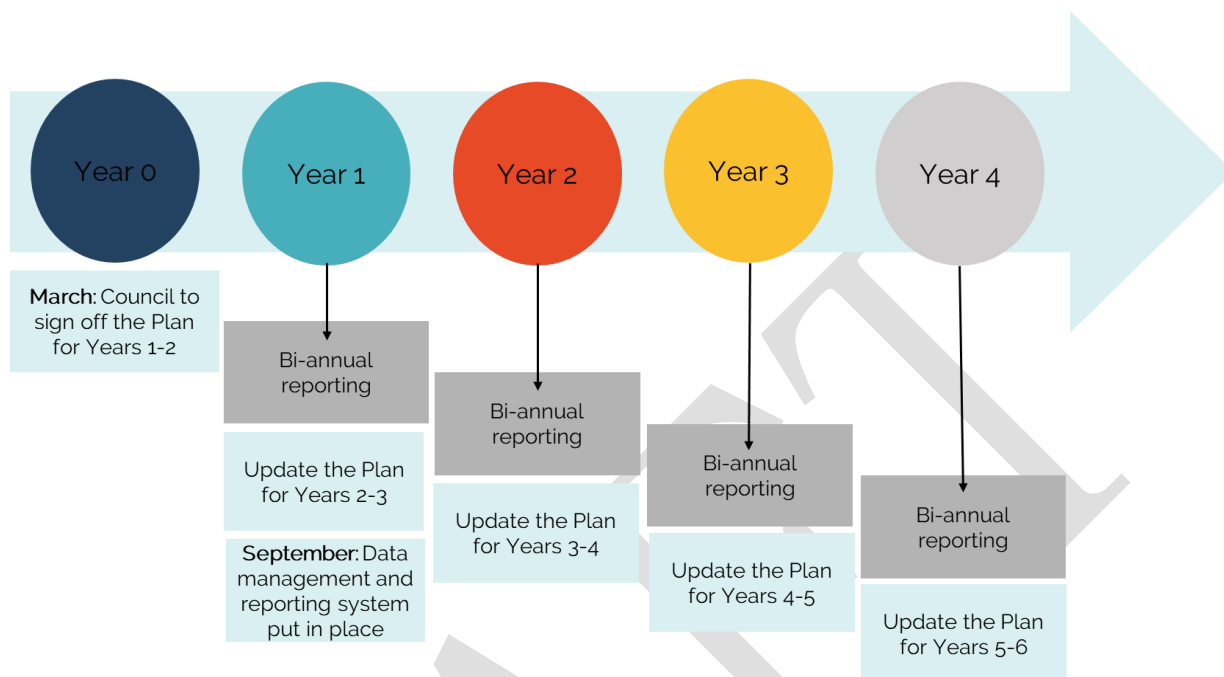 Year 0
Year 1
Year 2
Year 3
Year 4
March: Council to
sign off the Plan
for Years 1-2
Bi-annual
reporting
Update the Plan
for Years 2-3
September: Data
management and
reporting system
put in place
Bi-annual
reporting
Update the Plan
for Years 3-4
Bi-annual
reporting
Update the Plan
for Years 4-5
Bi-annual
reporting
Update the Plan
for Years 5-6